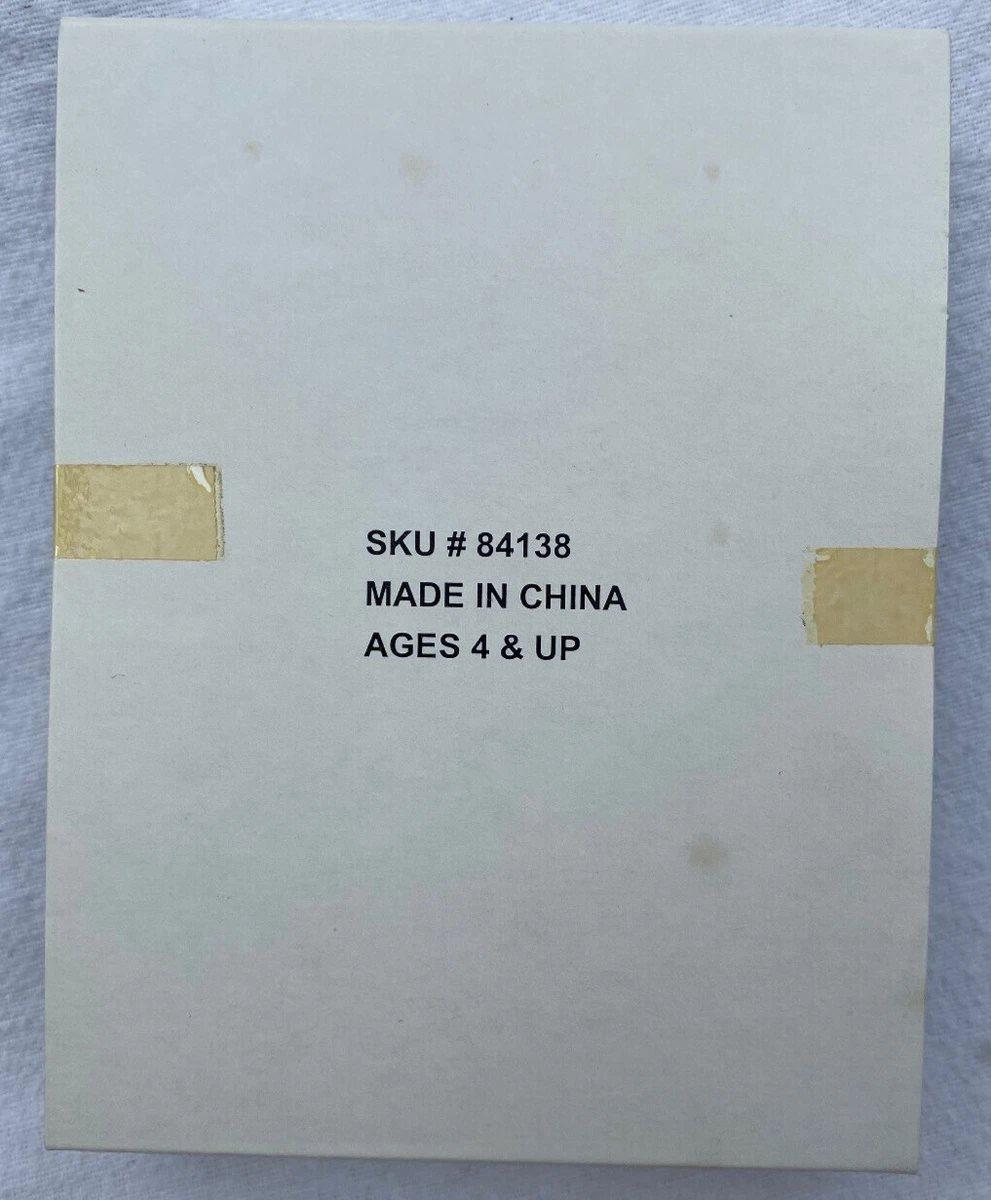 SKU # 84138
MADE IN CHINA
AGES 4 & UP